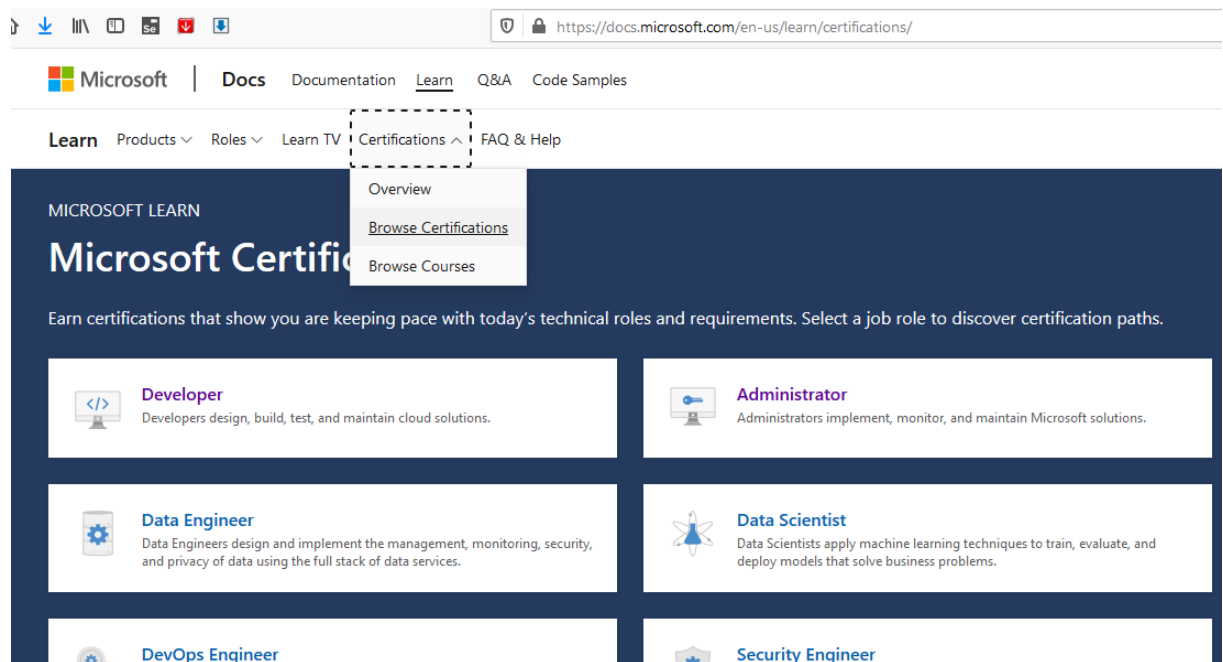 Se
https://docs.microsoft.com/en-us/learn/certifications/
Microsoft | Docs Documentation Learn Q&A Code Samples
Learn Products Roles Learn TV Certifications FAQ & Help
Overview
Browse Certifications
Browse Courses
MICROSOFT LEARN
Microsoft Certific
Earn certifications that show you are keeping pace with today's technical roles and requirements. Select a job role to discover certification paths.
Developer
Developers design, build, test, and maintain cloud solutions.
Administrator
Administrators implement, monitor, and maintain Microsoft solutions.
Data Engineer
Data Engineers design and implement the management, monitoring, security,
and privacy of data using the full stack of data services.
Data Scientist
Data Scientists apply machine learning techniques to train, evaluate, and
deploy models that solve business problems.
DevOps Engineer
Security Engineer